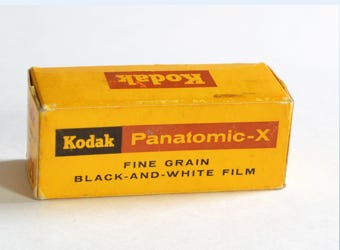 Kodak
Kodak Panatomic-X
FINE GRAIN
BLACK-AND-WHITE FILM